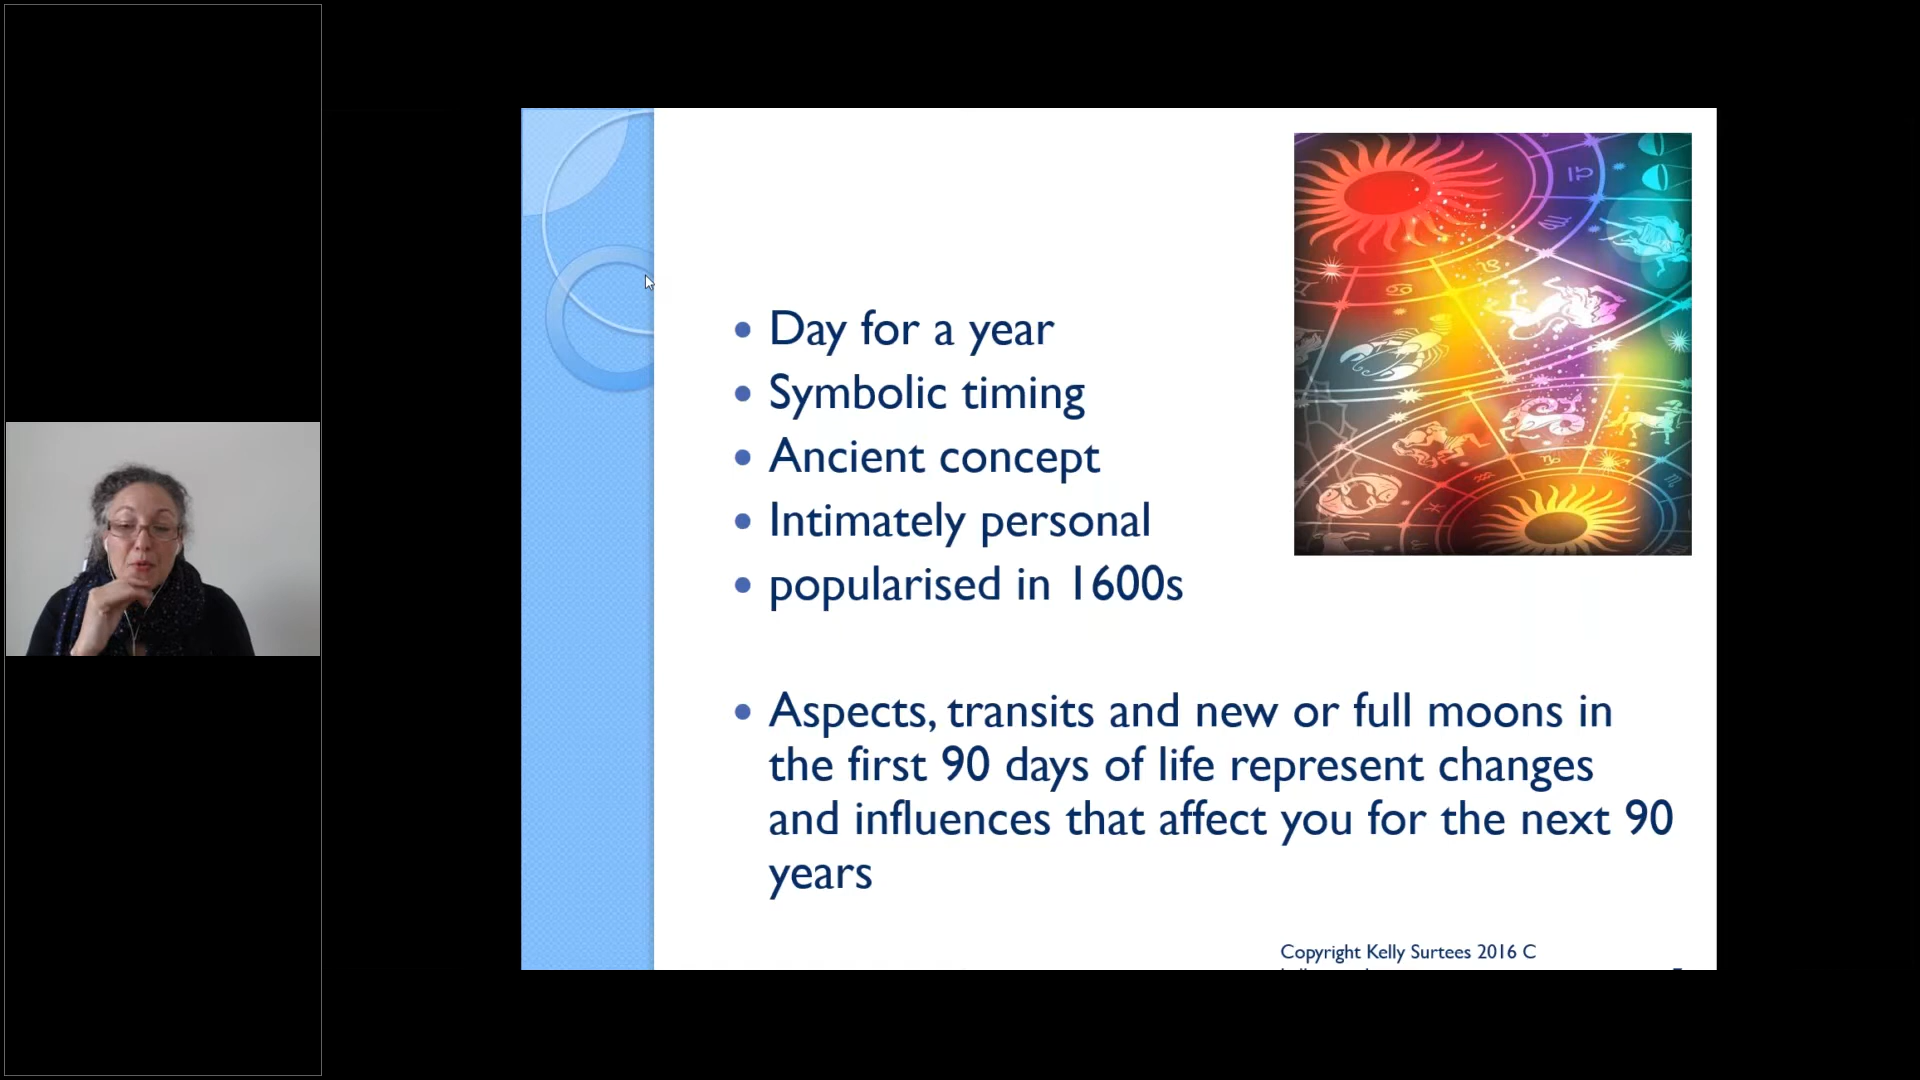 Day for a year
Symbolic timing
Ancient concept
Intimately personal
popularised in 1600s
Aspects, transits and new or full moons in
the first 90 days of life represent changes
and influences that affect you for the next 90
years
Copyright Kelly Surtees 2016 C